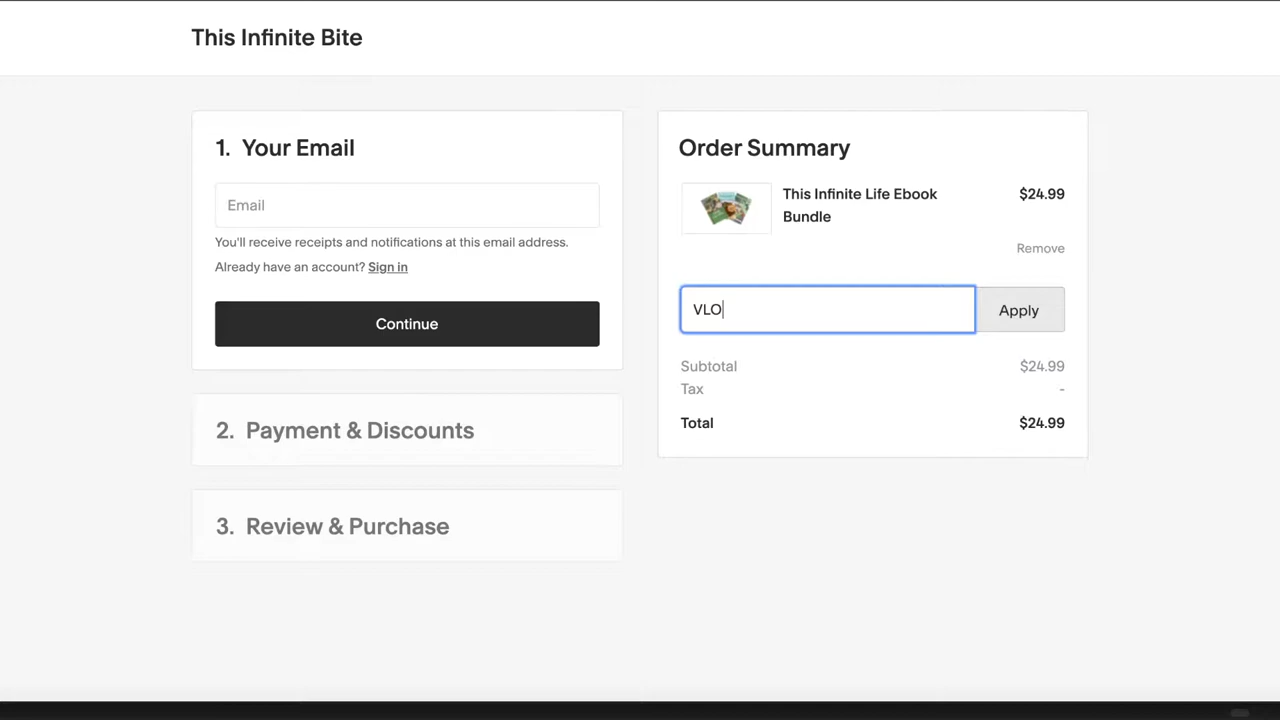 This Infinite Bite
1. Your Email
Email
You'll receive receipts and notifications at this email address.
Already have an account? Sign in
Continue
2. Payment & Discounts
3. Review & Purchase
Order Summary
This Infinite Life Ebook $24.99
Bundle
Remove
VLO Apply
Subtotal $24.99
Tax -
Total $24.99